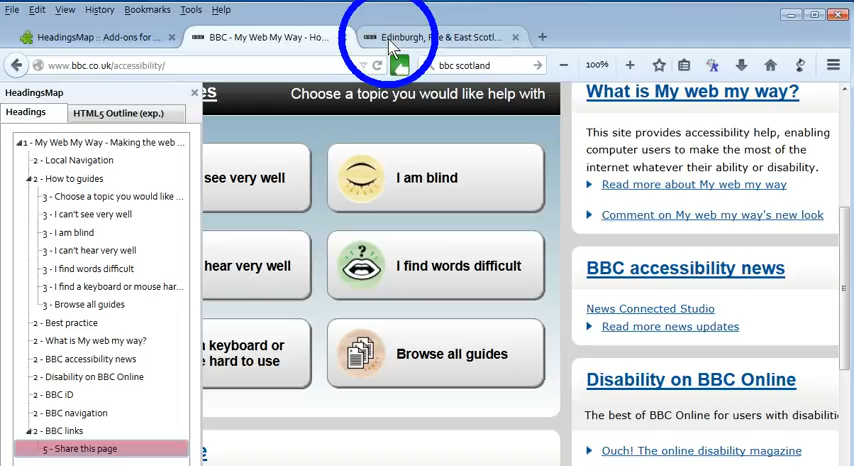 File Edit View History Bookmarks Tools Help
HeadingsMap :: Add-ons for ...
BBC - My Web My Way - Ho...
Edinburgh, Fife & East Scotl...
www.bbc.co.uk/accessibility/
bbc scotland
100%
HeadingsMap
Headings
HTML5 Outline (exp.)
1 - My Web My Way - Making the web ...
2 - Local Navigation
2 - How to guides
3 - Choose a topic you would like ...
3 - I can't see very well
3 - I am blind
3 - I can't hear very well
3 - I find words difficult
3 - I find a keyboard or mouse har...
3 - Browse all guides
2 - Best practice
2 - What is My web my way?
2 - BBC accessibility news
2 - Disability on BBC Online
2 - BBC iD
2 - BBC navigation
2 - BBC links
5 - Share this page
es
Choose a topic you would like help with
see very well
I am blind
hear very well
I find words difficult
a keyboard or
e hard to use
Browse all guides
e
What is My web my way?
This site provides accessibility help, enabling
computer users to make the most of the
internet whatever their ability or disability.
Read more about My web my way
Comment on My web my way's new look
BBC accessibility news
News Connected Studio
Read more news updates
Disability on BBC Online
The best of BBC Online for users with disabiliti
Ouch! The online disability magazine